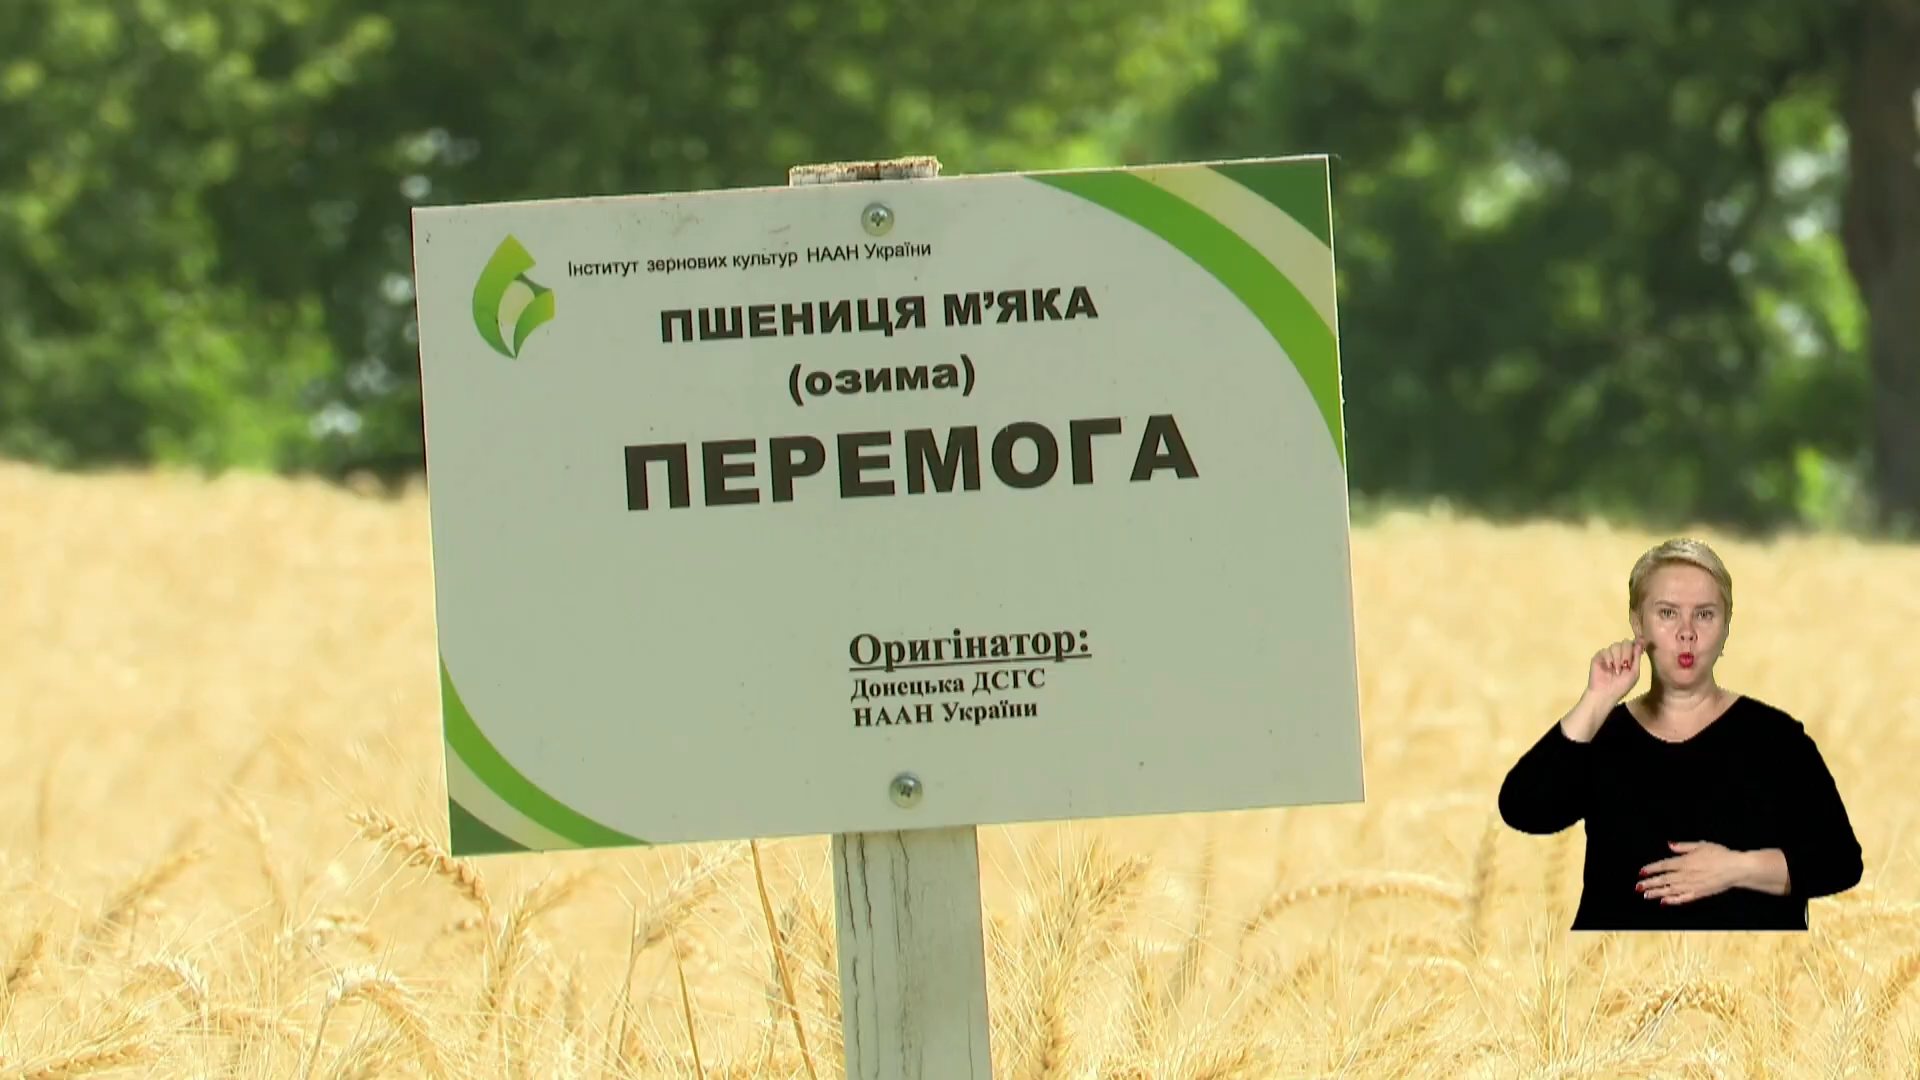 Інститут зернових культур НААН України
ПШЕНИЦЯ М’ЯКА
(озима)
ПЕРЕМОГА
Оригінатор:
Донецька ДСГС
НААН України